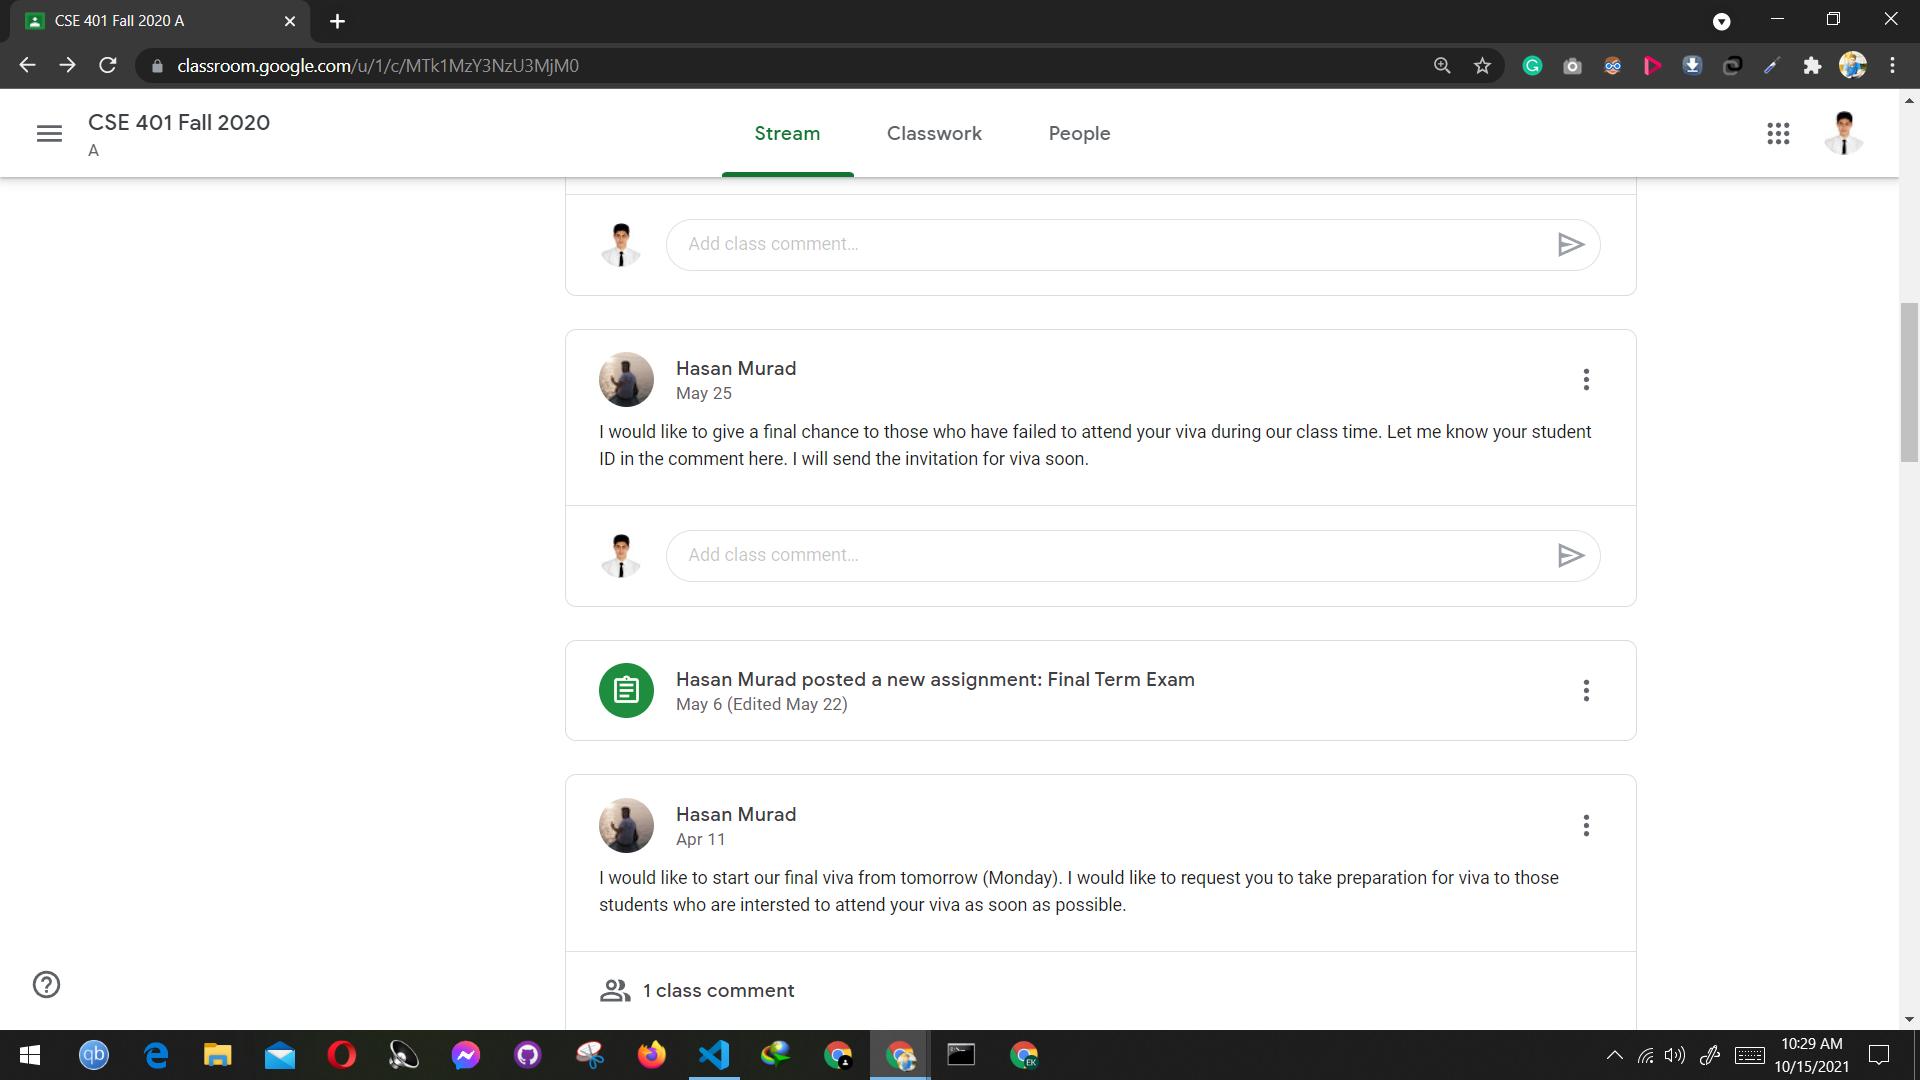 CSE 401 Fall 2020 A
classroom.google.com/u/1/c/MTk1MzY3NzU3MjM0
CSE 401 Fall 2020
A
Stream
Classwork
People
Add class comment...
Hasan Murad
May 25
I would like to give a final chance to those who have failed to attend your viva during our class time. Let me know your student
ID in the comment here. I will send the invitation for viva soon.
Add class comment...
Hasan Murad posted a new assignment: Final Term Exam
May 6 (Edited May 22)
Hasan Murad
Apr 11
I would like to start our final viva from tomorrow (Monday). I would like to request you to take preparation for viva to those
students who are intersted to attend your viva as soon as possible.
1 class comment
qb
EK
10:29 AM
10/15/2021